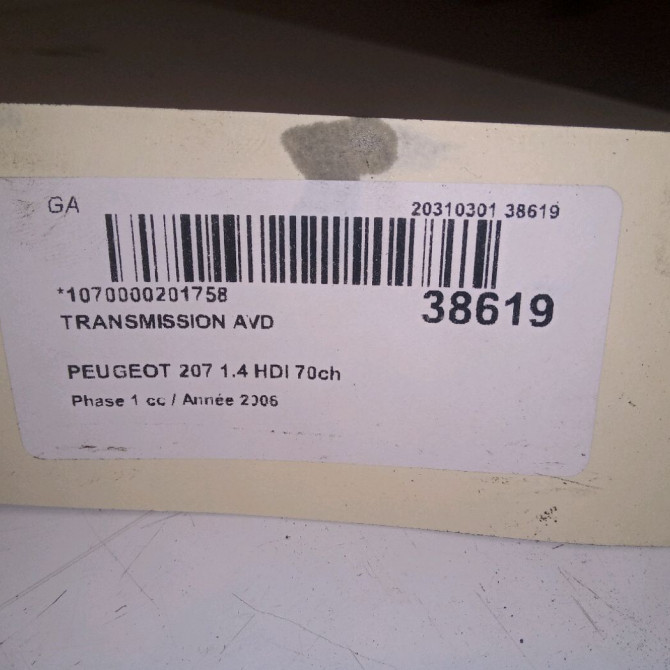 GA
20310301 38619
*1070000201758
38619
TRANSMISSION AVD
PEUGEOT 207 1.4 HDI 70ch
Phase 1 cc / Année 2006